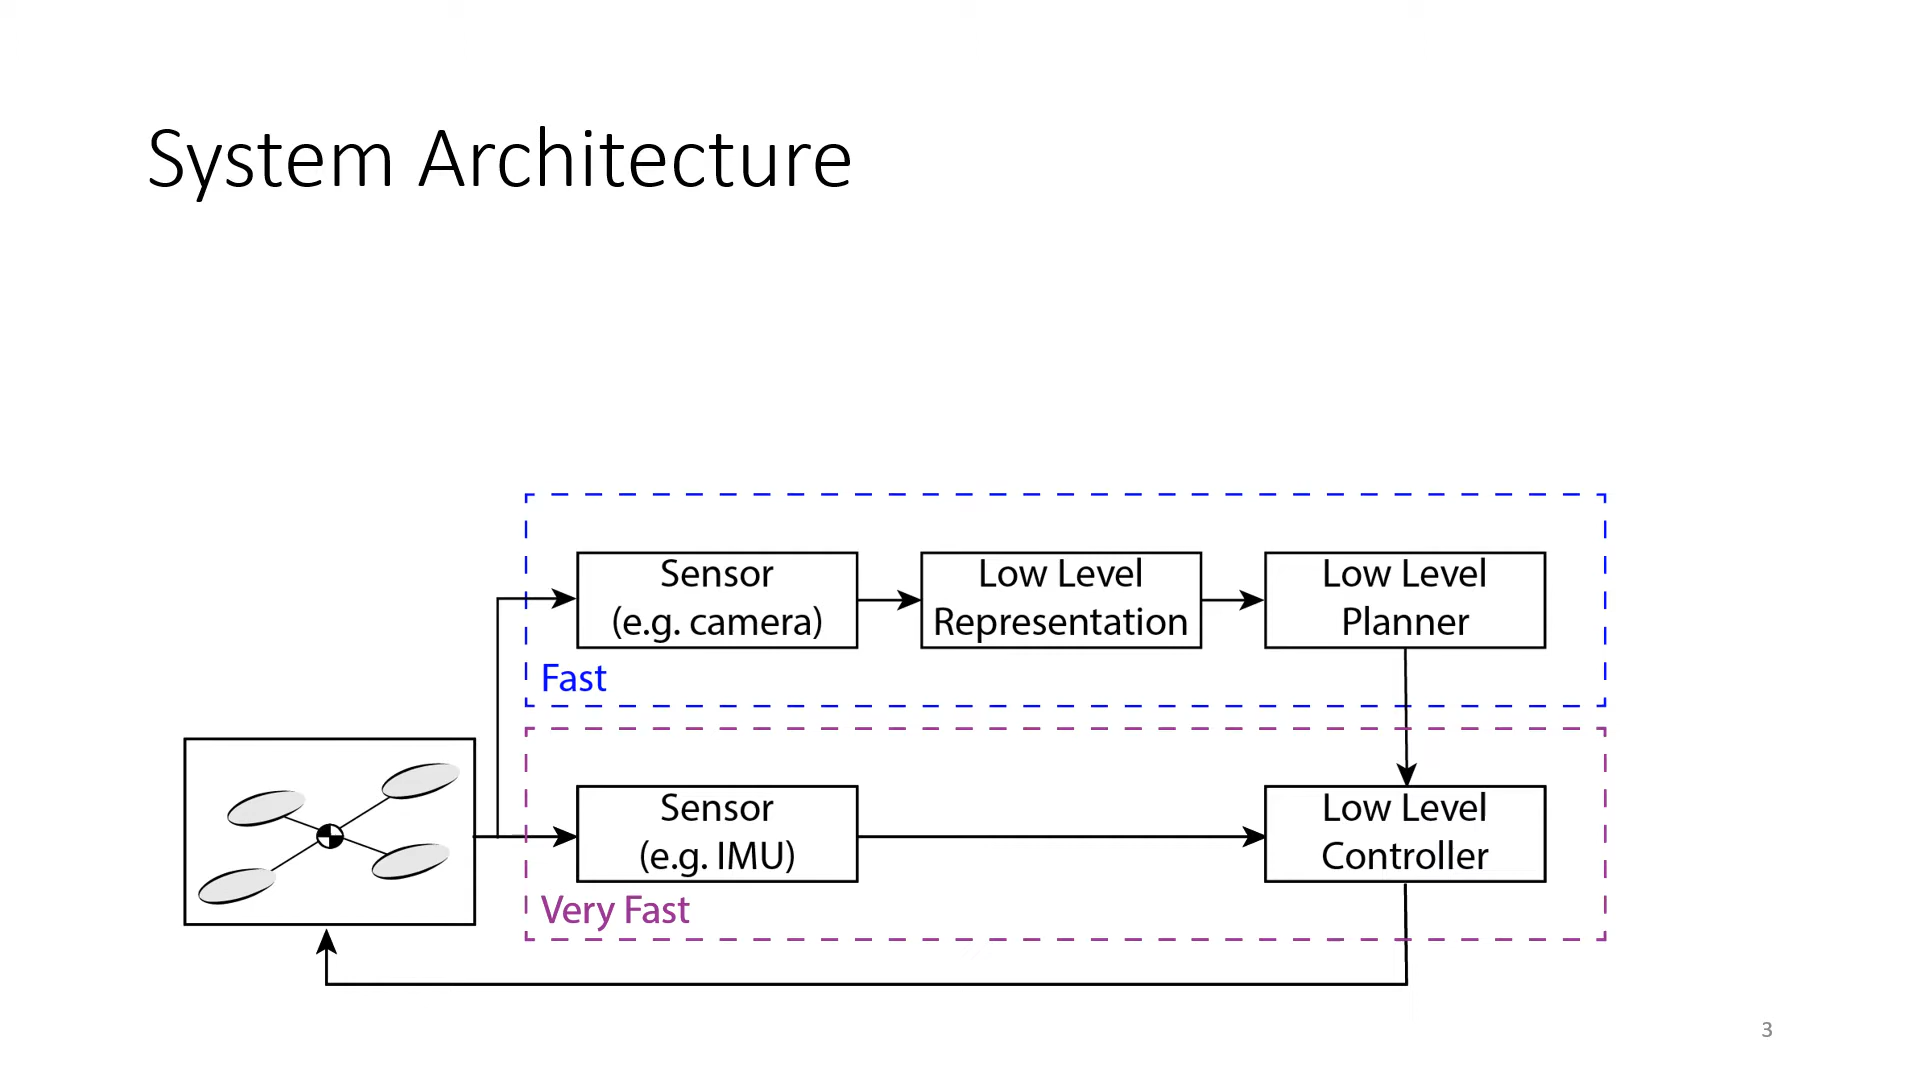 System Architecture
Sensor
(e.g. camera)
Low Level
Representation
Low Level
Planner
Fast
Sensor
(e.g. IMU)
Low Level
Controller
Very Fast
3